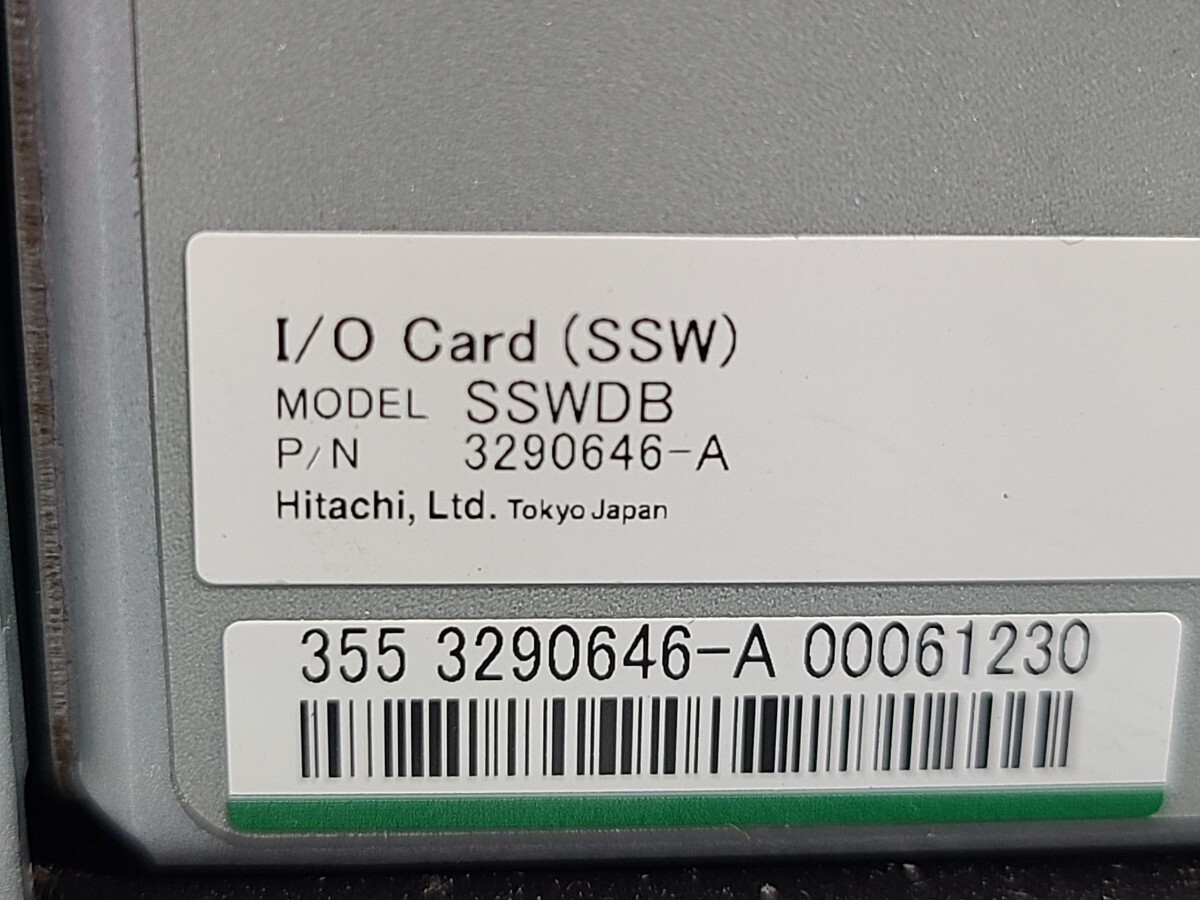 I/O Card (SSW)
MODEL SSWDB
P/N 3290646-A
Hitachi, Ltd. Tokyo Japan
355 3290646-A 00061230